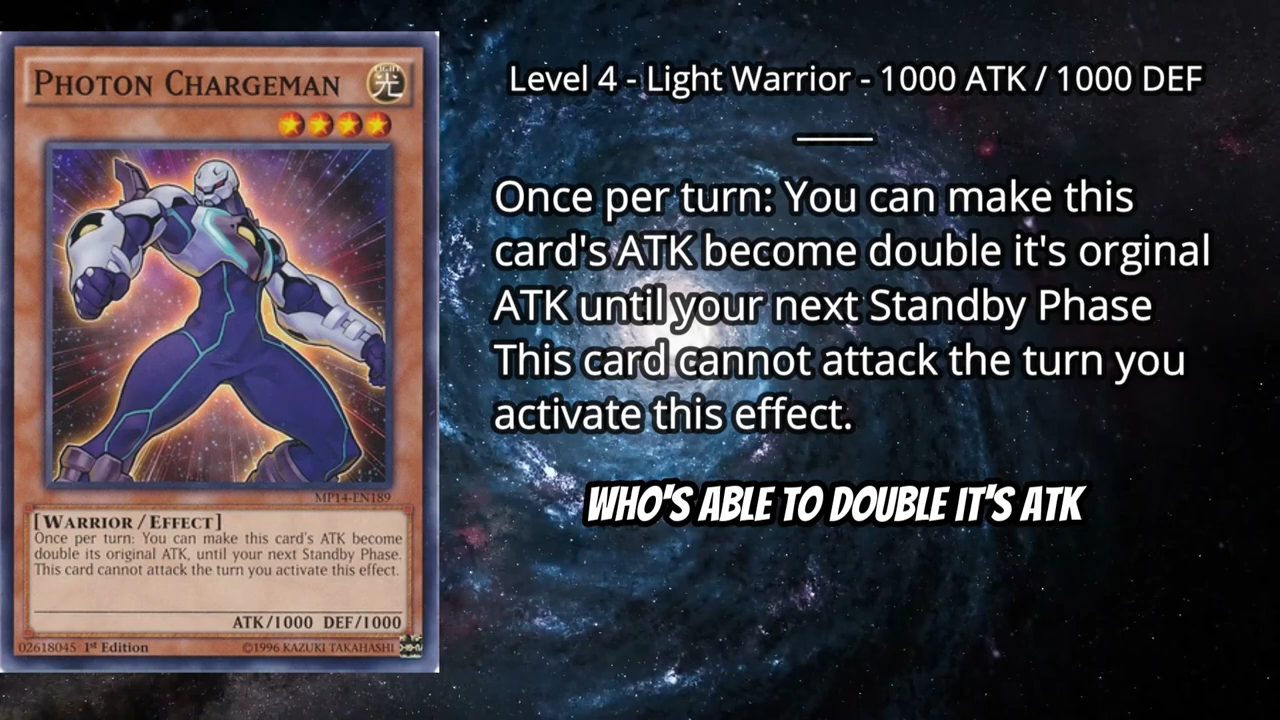 PHOTON CHARGEMAN
LIGHT
光
MP14-EN189
[WARRIOR/EFFECT]
Once per turn: You can make this card's ATK become
double its original ATK, until your next Standby Phase.
This card cannot attack the turn you activate this effect.
ATK/1000 DEF/1000
02618045 1st Edition
©1996 KAZUKI TAKAHASHI
Level 4 - Light Warrior - 1000 ATK / 1000 DEF
Once per turn: You can make this
card's ATK become double it's orginal
ATK until your next Standby Phase
This card cannot attack the turn you
activate this effect.
WHO'S ABLE TO DOUBLE IT'S ATK